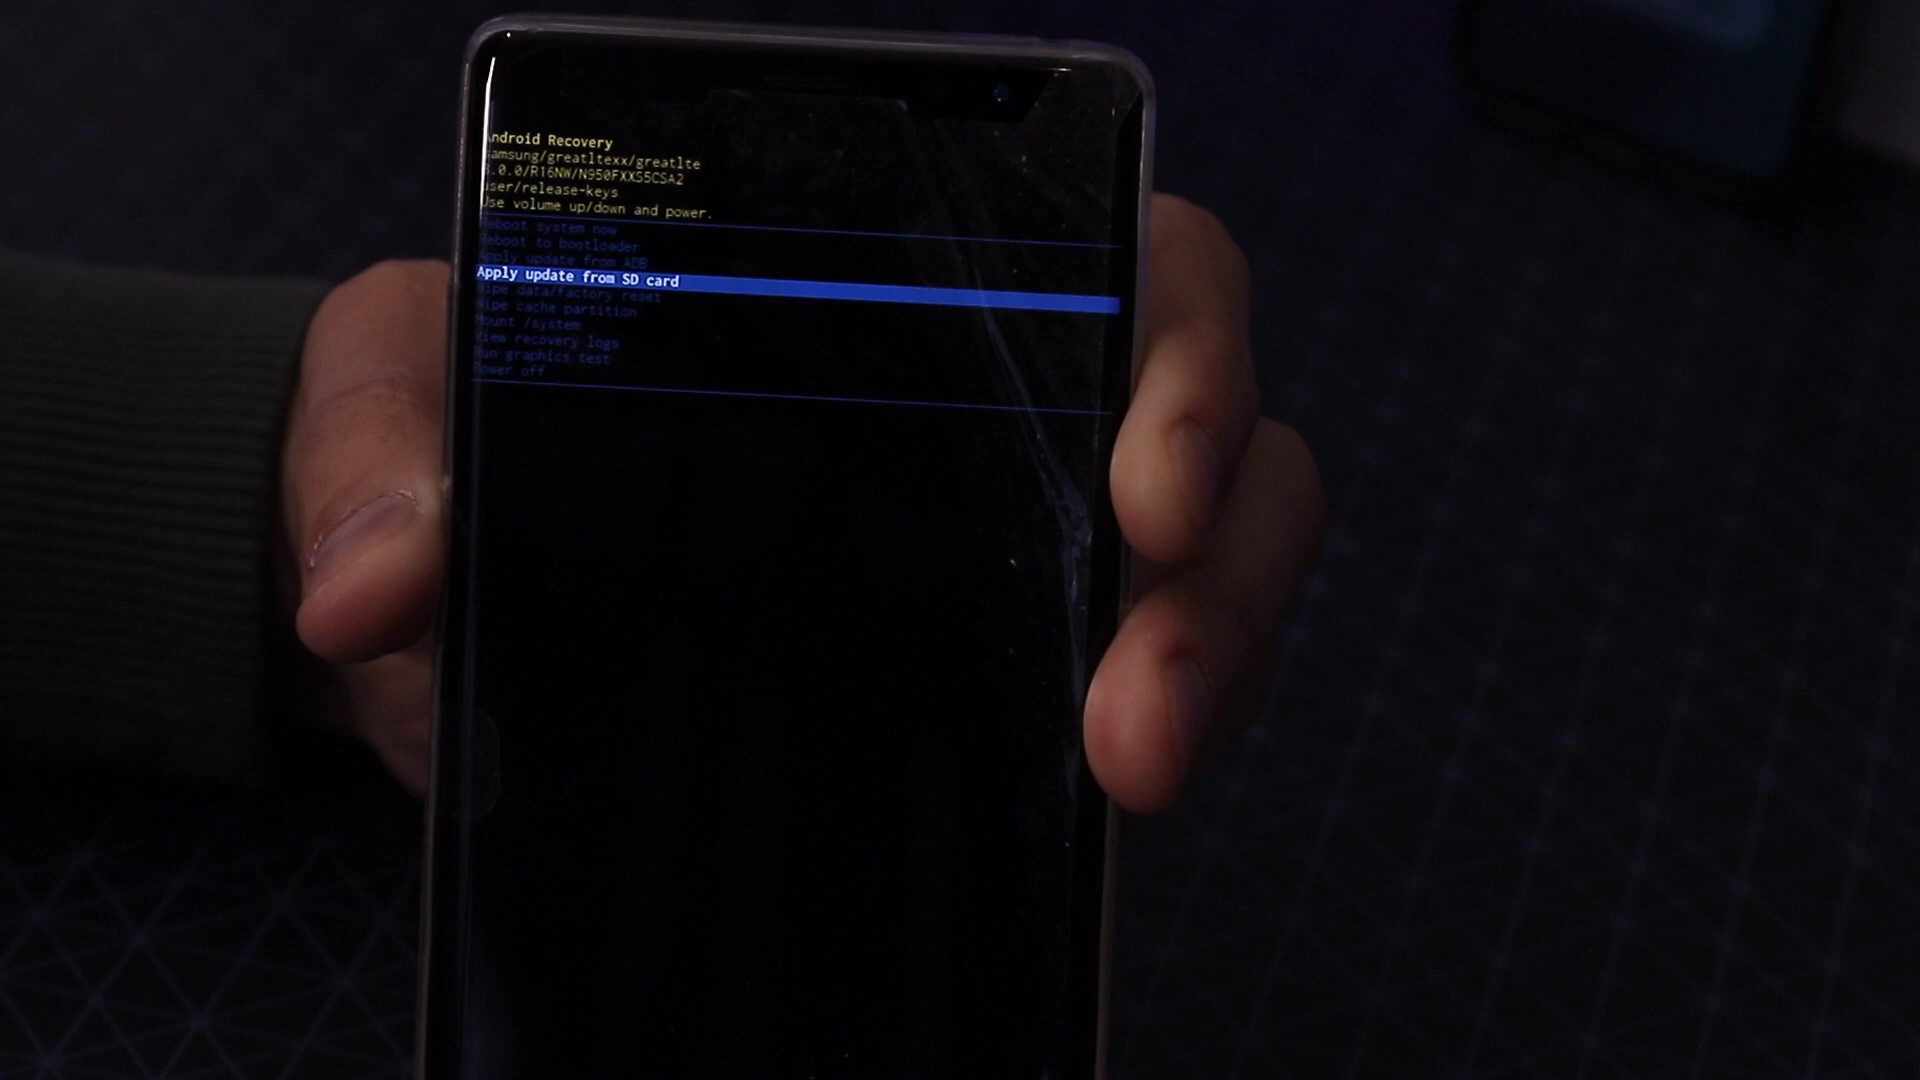 Android Recovery
samsung/greatltexx/greatlte
8.0.0/R16NW/N950FXXS5CSA2
user/release-keys
Use volume up/down and power.
Reboot system now
Reboot to bootloader
Apply update from ADB
Apply update from SD card
Wipe data/factory reset
Wipe cache partition
Mount /system
View recovery logs
Run graphics test
Power off